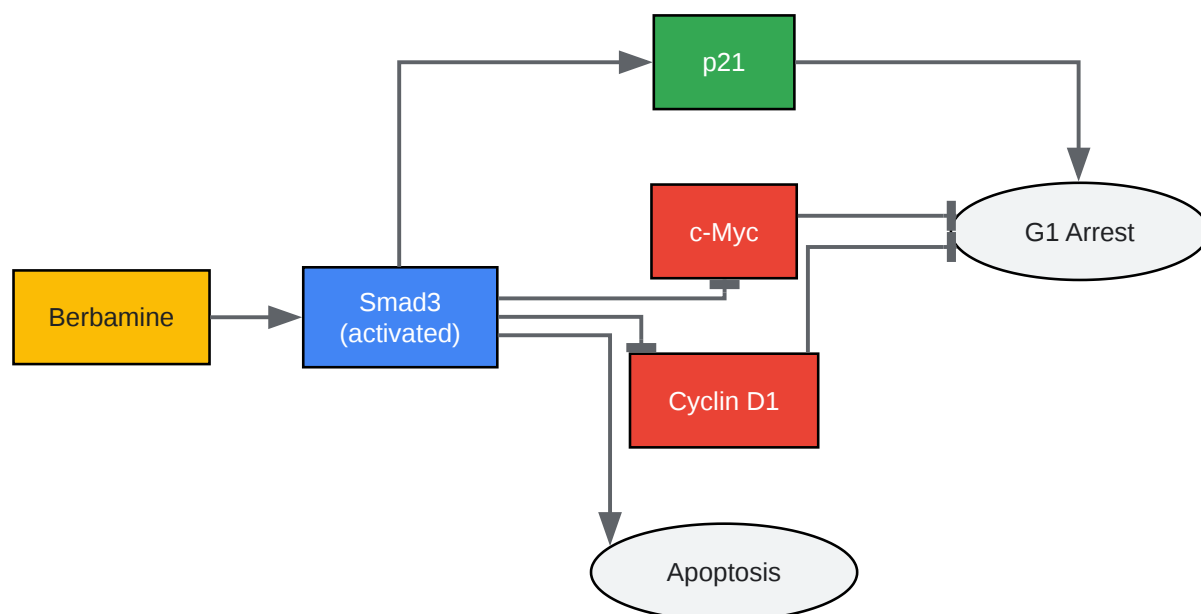 p21
c-Myc
G1 Arrest
Berbamine
Smad3
(activated)
Cyclin D1
Apoptosis